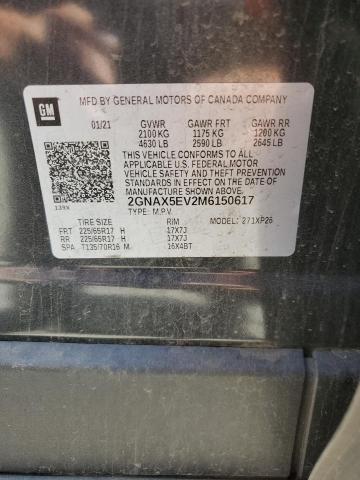 GM
MFD BY GENERAL MOTORS OF CANADA COMPANY
01/21 GVWR GAWR FRT GAWR RR
2100 KG 1175 KG 1200 KG
4630 LB 2590 LB 2645 LB
THIS VEHICLE CONFORMS TO ALL
APPLICABLE U.S. FEDERAL MOTOR
VEHICLE SAFETY AND THEFT
PREVENTION STANDARDS IN
EFFECT ON THE DATE OF
MANUFACTURE SHOWN ABOVE.
139X
2GNAX5EV2M6150617
TYPE: M.P.V. MODEL: 271XP26
TIRE SIZE RIM
FRT 225/65R17 H 17X7J
RR 225/65R17 H 17X7J
SPA T135/70R16 M 16X4BT